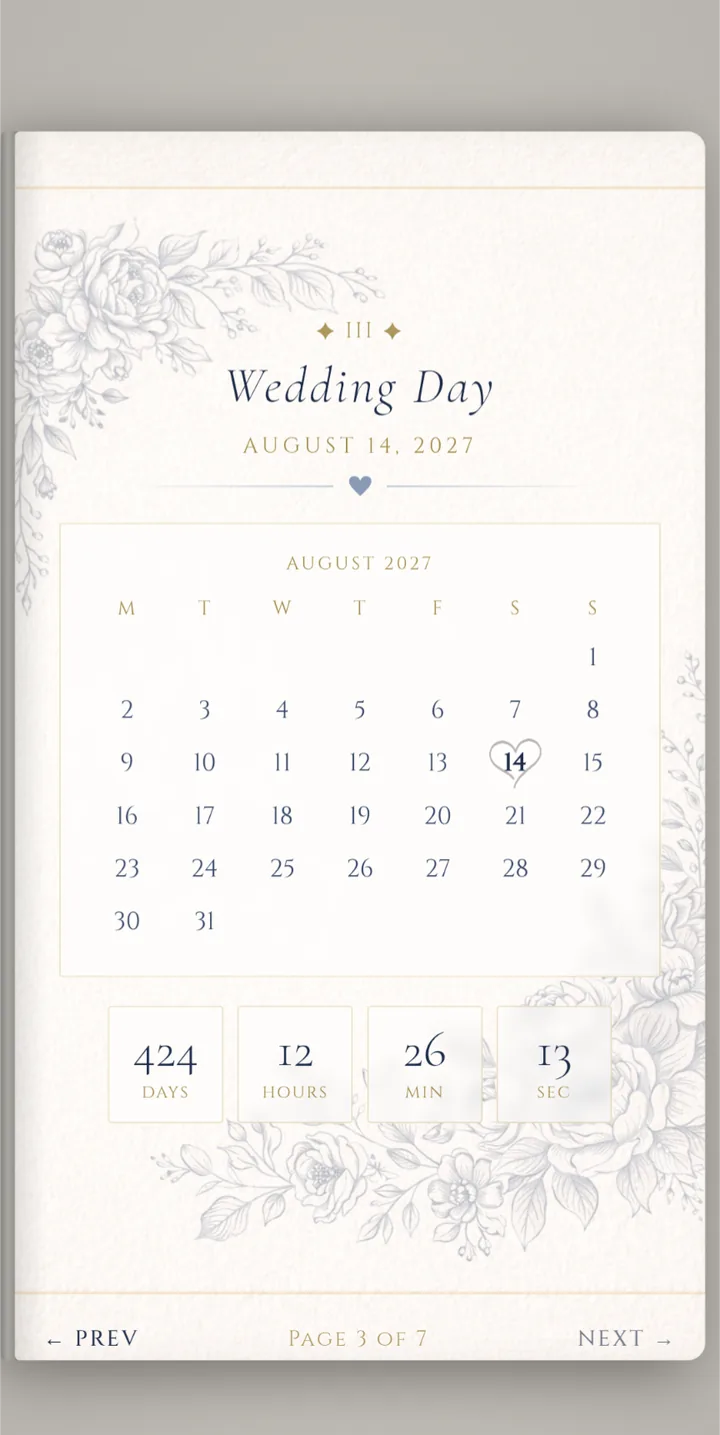 ✦ III ✦
Wedding Day
AUGUST 14, 2027
AUGUST 2027
M T W T F S S
1
2 3 4 5 6 7 8
9 10 11 12 13 14 15
16 17 18 19 20 21 22
23 24 25 26 27 28 29
30 31
424 12 26 13
DAYS HOURS MIN SEC
← PREV PAGE 3 OF 7 NEXT →